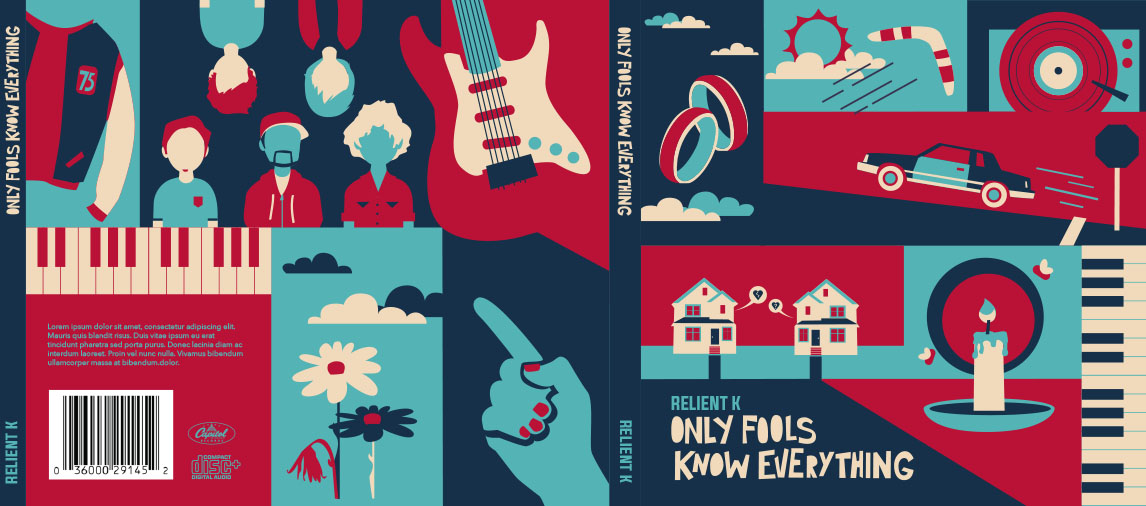 ONLY FOOLS KNOW EVERYTHING
RELIENT K
75
Lorem ipsum dolor sit amet, consectetur adipiscing elit.
Mauris quis blandit risus. Duis vitae ipsum eu erat
tincidunt pharetra sed porta purus. Donec lacinia diam ac
interdum laoreet. Proin vel nunc nulla. Vivamus bibendum
ullamcorper massa at bibendum.dolor.
0 36000 29145 2
Capitol
RECORDS
COMPACT
disc+
DIGITAL AUDIO
ONLY FOOLS KNOW EVERYTHING
RELIENT K
RELIENT K
ONLY FOOLS
KNOW EVERYTHING